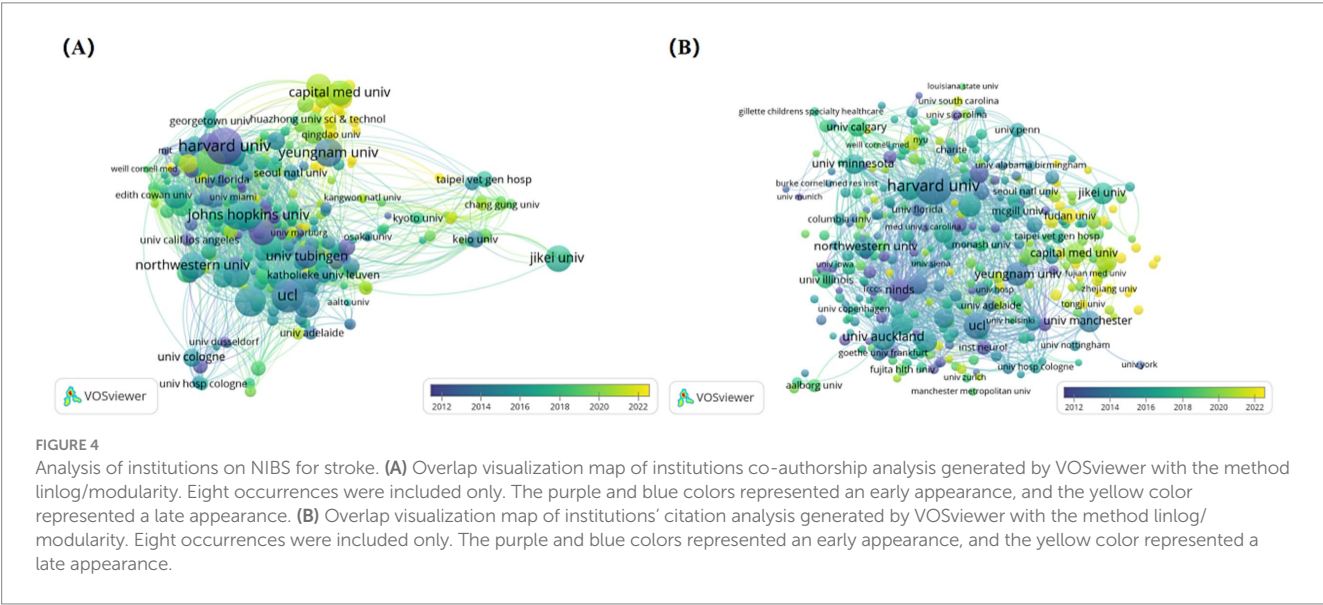 (A)
capital med univ
georgetown univ
huazhong univ sci & technol
qingdao univ
harvard univ
mit
yeungnam univ
weill cornell med
univ florida
seoul natl univ
taipei vet gen hosp
edith cowan univ
univ miami
kangwon natl univ
chang gung univ
johns hopkins univ
kyoto univ
univ marburg
univ calif los angeles
osaka univ
keio univ
univ tubingen
jikei univ
northwestern univ
katholieke univ leuven
ucl
aalto univ
univ adelaide
univ dusseldorf
univ cologne
univ hosp cologne
VOSviewer
2012 2014 2016 2018 2020 2022
(B)
louisiana state univ
univ south carolina
gillette childrens specialty healthcare
univ s carolina
univ calgary
univ penn
nyu
weill cornell med
charite
univ minnesota
univ alabama birmingham
burke cornell med res inst
harvard univ
seoul natl univ
jikei univ
univ munich
univ florida
mcgill univ
fudan univ
columbia univ
med univ s carolina
taipei vet gen hosp
northwestern univ
monash univ
capital med univ
univ iowa
univ siena
yeungnam univ
fujian med univ
univ illinois
irccs
ninds
univ hosp
zhejiang univ
univ copenhagen
univ adelaide
tongji univ
ucl
univ helsinki
univ manchester
univ auckland
goethe univ frankfurt
inst neurol
univ nottingham
fujita hlth univ
univ hosp cologne
univ york
univ zurich
aalborg univ
manchester metropolitan univ
VOSviewer
2012 2014 2016 2018 2020 2022
FIGURE 4
Analysis of institutions on NIBS for stroke. (A) Overlap visualization map of institutions co-authorship analysis generated by VOSviewer with the method
linlog/modularity. Eight occurrences were included only. The purple and blue colors represented an early appearance, and the yellow color
represented a late appearance. (B) Overlap visualization map of institutions’ citation analysis generated by VOSviewer with the method linlog/
modularity. Eight occurrences were included only. The purple and blue colors represented an early appearance, and the yellow color represented a
late appearance.